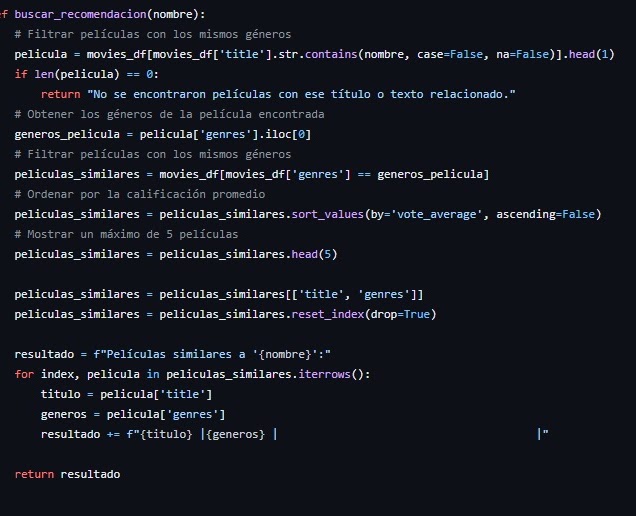 ef buscar_recomendacion(nombre):
    # Filtrar películas con los mismos géneros
    pelicula = movies_df[movies_df['title'].str.contains(nombre, case=False, na=False)].head(1)
    if len(pelicula) == 0:
        return "No se encontraron películas con ese título o texto relacionado."
    # Obtener los géneros de la película encontrada
    generos_pelicula = pelicula['genres'].iloc[0]
    # Filtrar películas con los mismos géneros
    peliculas_similares = movies_df[movies_df['genres'] == generos_pelicula]
    # Ordenar por la calificación promedio
    peliculas_similares = peliculas_similares.sort_values(by='vote_average', ascending=False)
    # Mostrar un máximo de 5 películas
    peliculas_similares = peliculas_similares.head(5)
    peliculas_similares = peliculas_similares[['title', 'genres']]
    peliculas_similares = peliculas_similares.reset_index(drop=True)
    resultado = f"Películas similares a '{nombre}':"
    for index, pelicula in peliculas_similares.iterrows():
        titulo = pelicula['title']
        generos = pelicula['genres']
        resultado += f"{titulo} |{generos} |                                        |"
    return resultado